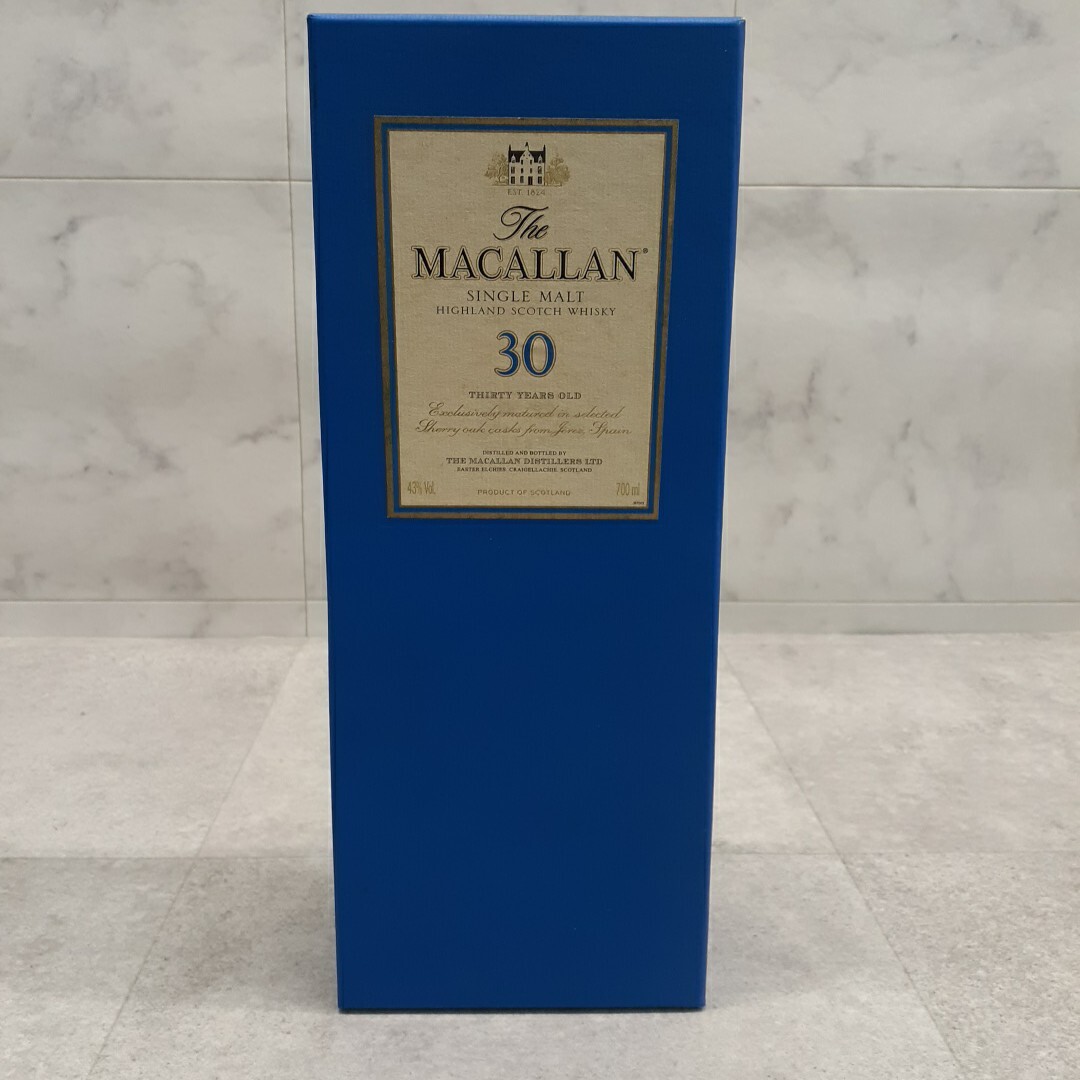 EST. 1824
The
MACALLAN®
SINGLE MALT
HIGHLAND SCOTCH WHISKY
30
THIRTY YEARS OLD
Exclusively matured in selected
Sherry oak casks from Jerez, Spain
DISTILLED AND BOTTLED BY
THE MACALLAN DISTILLERS LTD
EASTER ELCHIES, CRAIGELLACHIE, SCOTLAND
43% Vol. PRODUCT OF SCOTLAND 700 ml